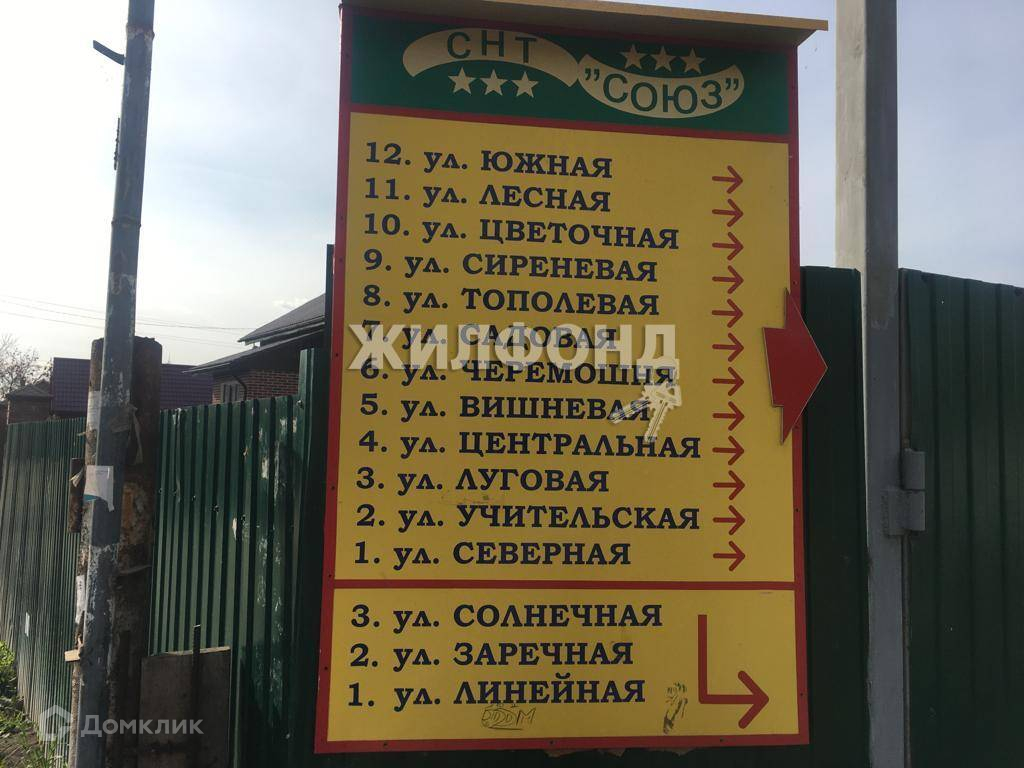 СНТ
"СОЮЗ"
12. ул. ЮЖНАЯ
11. ул. ЛЕСНАЯ
10. ул. ЦВЕТОЧНАЯ
9. ул. СИРЕНЕВАЯ
8. ул. ТОПОЛЕВАЯ
7. ул. САДОВАЯ
ЖИЛФОНД
6. ул. ЧЕРЕМОШНЯ
5. ул. ВИШНЕВАЯ
4. ул. ЦЕНТРАЛЬНАЯ
3. ул. ЛУГОВАЯ
2. ул. УЧИТЕЛЬСКАЯ
1. ул. СЕВЕРНАЯ
3. ул. СОЛНЕЧНАЯ
2. ул. ЗАРЕЧНАЯ
1. ул. ЛИНЕЙНАЯ
Домклик